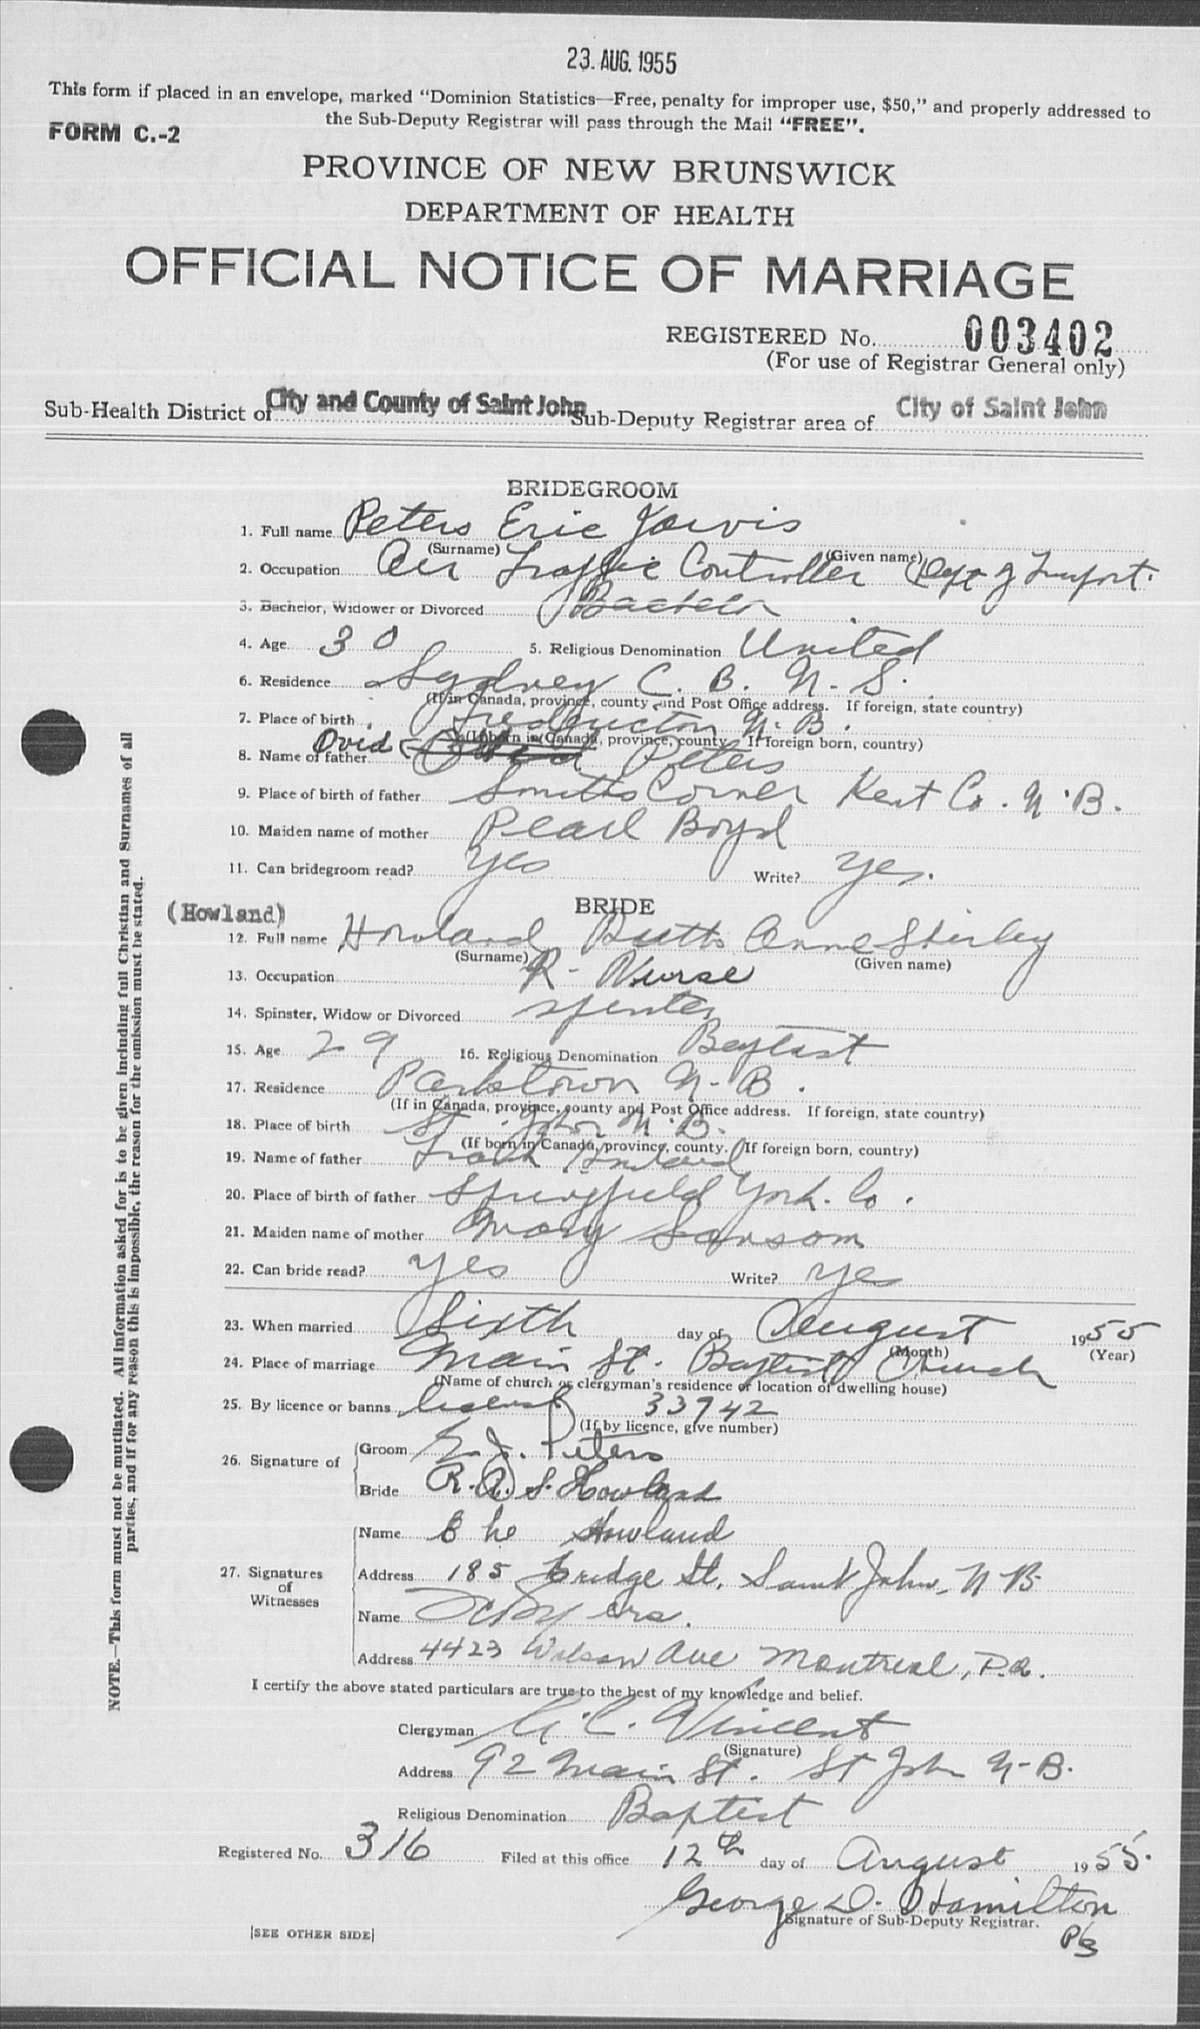 23. AUG. 1955
This form if placed in an envelope, marked "Dominion Statistics—Free, penalty for improper use, $50," and properly addressed to
the Sub-Deputy Registrar will pass through the Mail "FREE".
FORM C.-2
PROVINCE OF NEW BRUNSWICK
DEPARTMENT OF HEALTH
OFFICIAL NOTICE OF MARRIAGE
REGISTERED No. 003402
(For use of Registrar General only)
Sub-Health District of City and County of Saint John Sub-Deputy Registrar area of City of Saint John
BRIDEGROOM
1. Full name Peters Eric Jarvis
(Surname) (Given name)
2. Occupation Air Traffic Controller Dept of Transport.
3. Bachelor, Widower or Divorced Bachelor
4. Age 30 5. Religious Denomination United
6. Residence Sydney C. B. N. S.
(If in Canada, province, county and Post Office address. If foreign, state country)
7. Place of birth Fredericton N. B.
(If born in Canada, province, county. If foreign born, country)
8. Name of father Ovid Peters
9. Place of birth of father Smiths Corner Kent Co. N. B.
10. Maiden name of mother Pearl Boyd
11. Can bridegroom read? Yes Write? Yes.
BRIDE
(Howland)
12. Full name Howland Ruth Anne Shirley
(Surname) (Given name)
13. Occupation R. Nurse
14. Spinster, Widow or Divorced Spinster
15. Age 29 16. Religious Denomination Baptist
17. Residence N. B.
(If in Canada, province, county and Post Office address. If foreign, state country)
18. Place of birth St. John N. B.
(If born in Canada, province, county. If foreign born, country)
19. Name of father Frank Howland
20. Place of birth of father Springfield York. Co.
21. Maiden name of mother Mary Sansom
22. Can bride read? Yes Write? Yes
23. When married Sixth day of August 1955
(Month) (Year)
24. Place of marriage Main St. Baptist Church
(Name of church or clergyman's residence or location of dwelling house)
25. By licence or banns License 33942
(If by licence, give number)
26. Signature of Groom E. J. Peters
Bride R. A. S. Howland
27. Signatures of Witnesses
Name Howland
Address 185 Bridge St. Saint John, N B.
Name
Address 4423 Wilson Ave Montreal, P.Q.
I certify the above stated particulars are true to the best of my knowledge and belief.
Clergyman Vincent
(Signature)
Address 92 Main St. St John N. B.
Religious Denomination Baptist
Registered No. 316 Filed at this office 12th day of August 1955.
George D. Hamilton
Signature of Sub-Deputy Registrar.
[SEE OTHER SIDE]
NOTE.—This form must not be mutilated. All information asked for is to be given including full Christian and Surnames of all
parties, and if for any reason this is impossible, the reason for the omission must be stated.